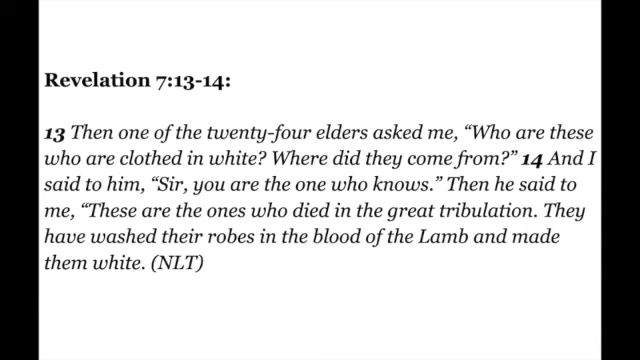 Revelation 7:13-14:
13 Then one of the twenty-four elders asked me, “Who are these
who are clothed in white? Where did they come from?” 14 And I
said to him, “Sir, you are the one who knows.” Then he said to
me, “These are the ones who died in the great tribulation. They
have washed their robes in the blood of the Lamb and made
them white. (NLT)